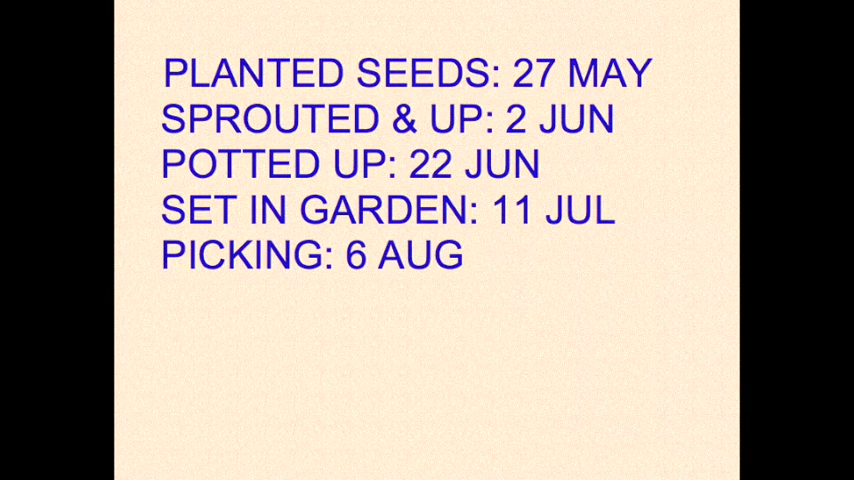 PLANTED SEEDS: 27 MAY
SPROUTED & UP: 2 JUN
POTTED UP: 22 JUN
SET IN GARDEN: 11 JUL
PICKING: 6 AUG